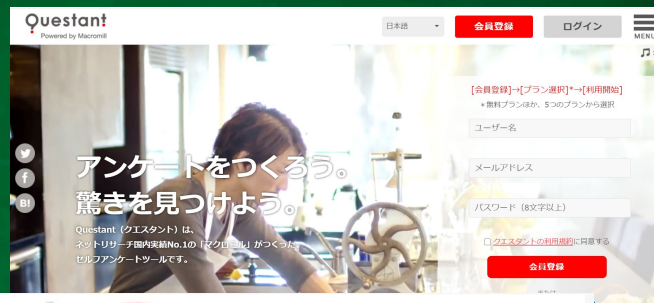 Questant
Powered by Macromill
日本語
会員登録
ログイン
MENU
[会員登録]→[プラン選択]*→[利用開始]
*無料プランほか、5つのプランから選択
ユーザー名
メールアドレス
パスワード（8文字以上）
クエスタントの利用規約に同意する
会員登録
または
アンケートをつくろう。
驚きを見つけよう。
Questant（クエスタント）は、
ネットリサーチ国内実績No.1の「マクロミル」がつくった
セルフアンケートツールです。
B!